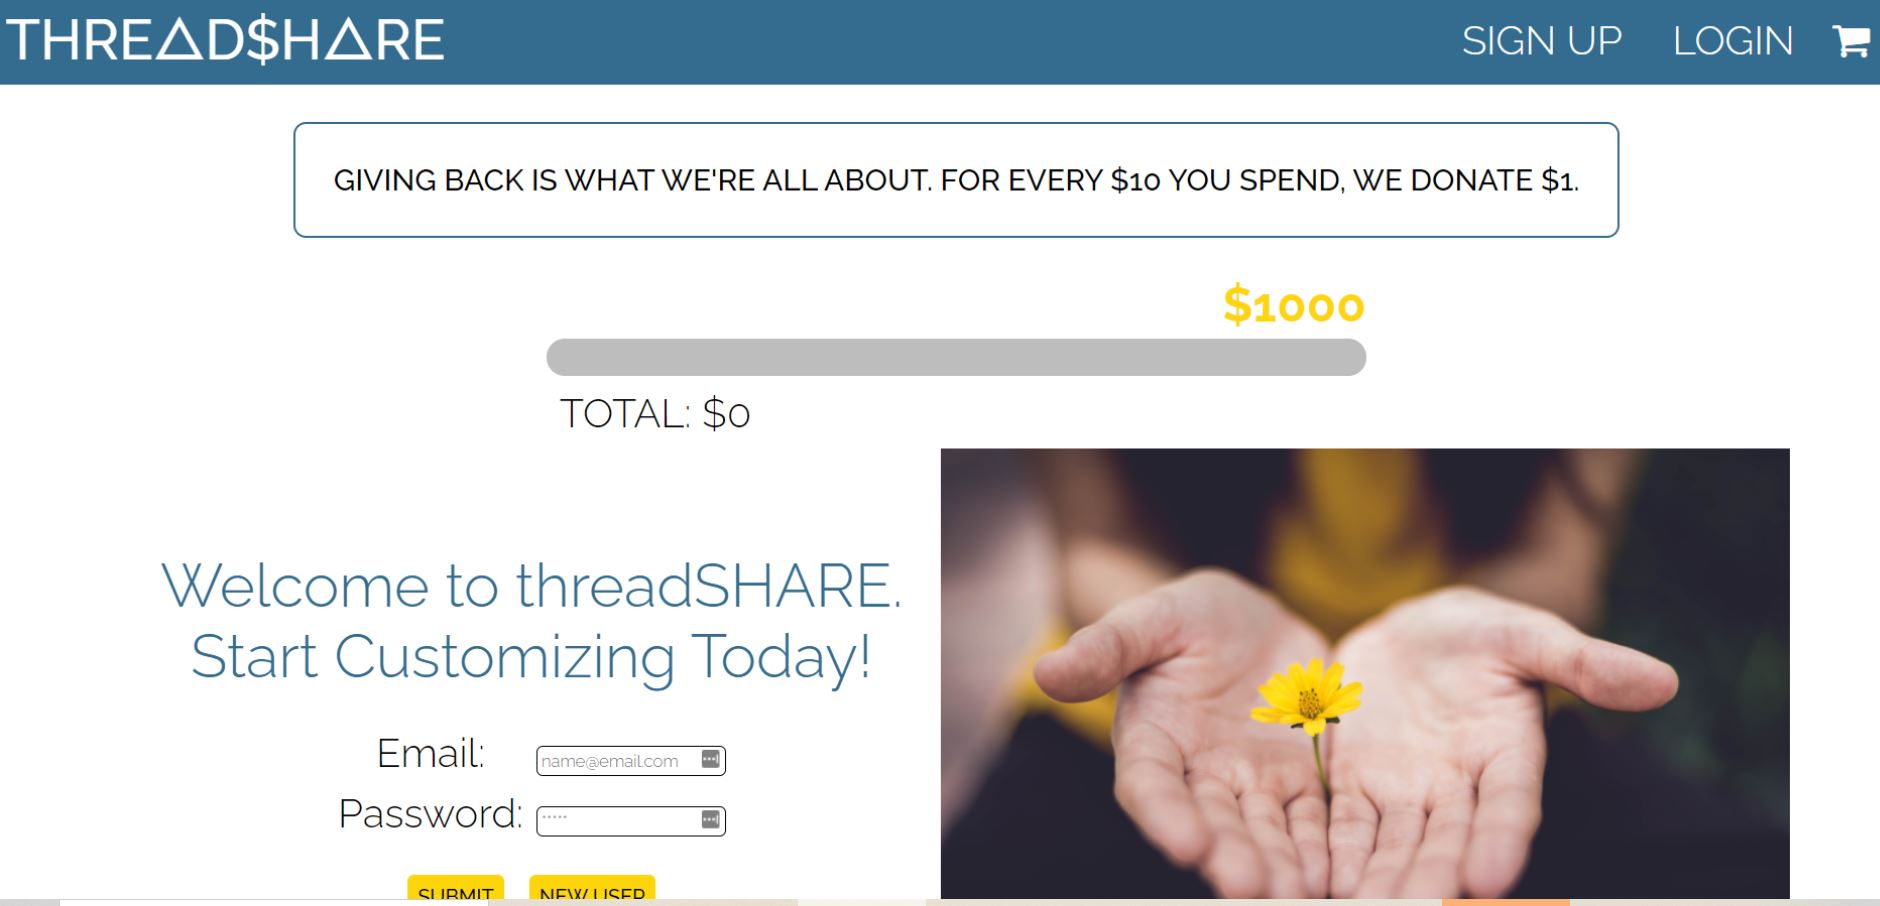 THREAD$HARE
SIGN UP LOGIN
GIVING BACK IS WHAT WE'RE ALL ABOUT. FOR EVERY $10 YOU SPEND, WE DONATE $1.
$1000
TOTAL: $0
Welcome to threadSHARE.
Start Customizing Today!
Email: name@email.com
Password: •••••
SUBMIT NEW USER